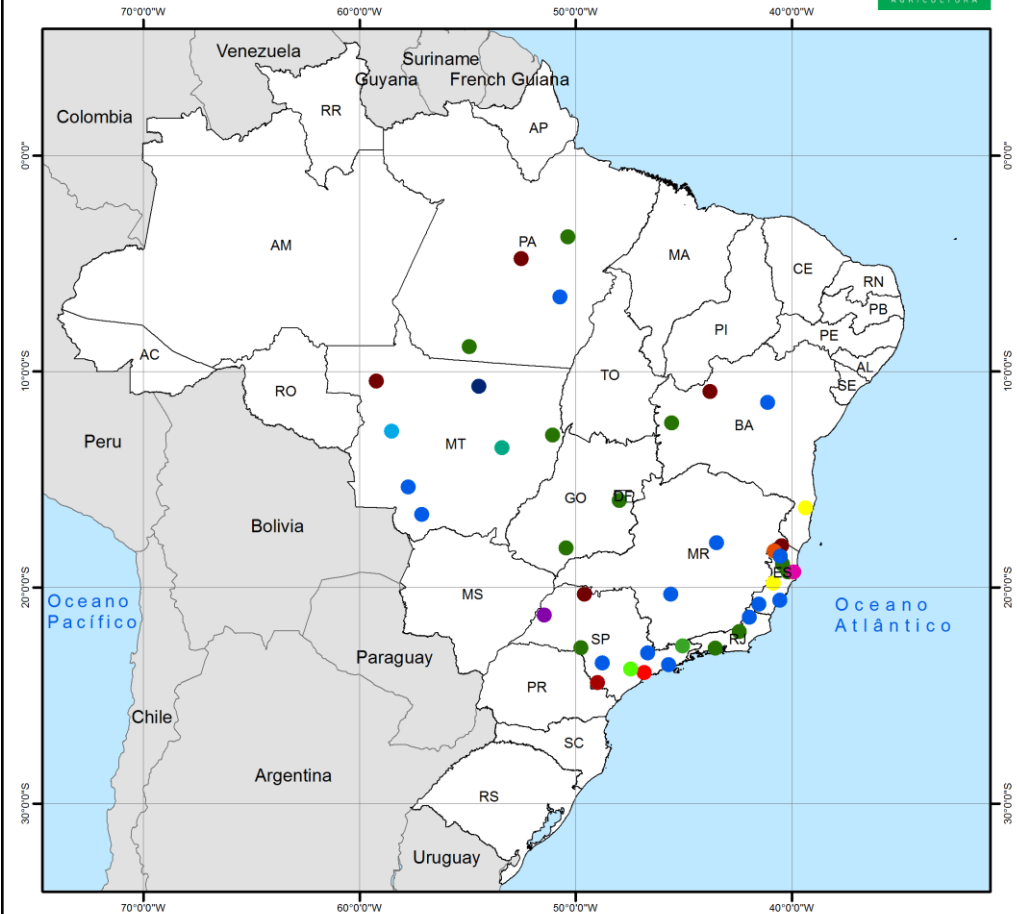 AGRICULTURA
70°0'0"W
60°0'0"W
50°0'0"W
40°0'0"W
Venezuela
Suriname
Guyana
French Guiana
Colombia
RR
AP
0°0'0"
0°0'0"
AM
PA
MA
CE
RN
PB
PI
PE
AC
AL
10°0'0"S
10°0'0"S
TO
SE
RO
BA
Peru
MT
GO
DF
Bolivia
MR
ES
MS
20°0'0"S
20°0'0"S
Oceano
Pacífico
Oceano
Atlântico
SP
RJ
Paraguay
PR
Chile
SC
Argentina
RS
30°0'0"S
30°0'0"S
Uruguay
70°0'0"W
60°0'0"W
50°0'0"W
40°0'0"W